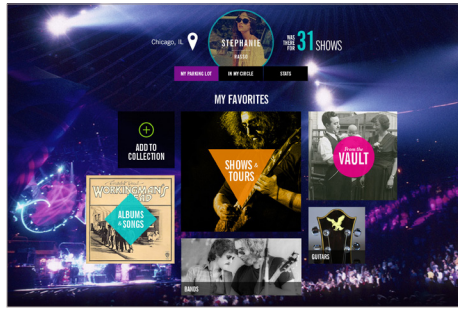 Chicago, IL
STEPHANIE
BASSO
WAS THERE FOR
31 SHOWS
MY PARKING LOT
IN MY CIRCLE
STATS
MY FAVORITES
ADD TO
COLLECTION
SHOWS &
TOURS
From the
VAULT
WORKINGMAN'S
DEAD
ALBUMS
& SONGS
BANDS
GUITARS